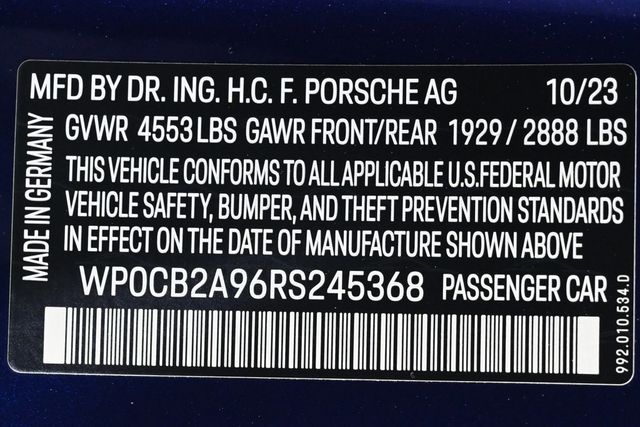 MFD BY DR. ING. H.C. F. PORSCHE AG 10/23
GVWR 4553 LBS GAWR FRONT/REAR 1929 / 2888 LBS
THIS VEHICLE CONFORMS TO ALL APPLICABLE U.S.FEDERAL MOTOR
VEHICLE SAFETY, BUMPER, AND THEFT PREVENTION STANDARDS
IN EFFECT ON THE DATE OF MANUFACTURE SHOWN ABOVE
WP0CB2A96RS245368 PASSENGER CAR
MADE IN GERMANY
992.010.534.D